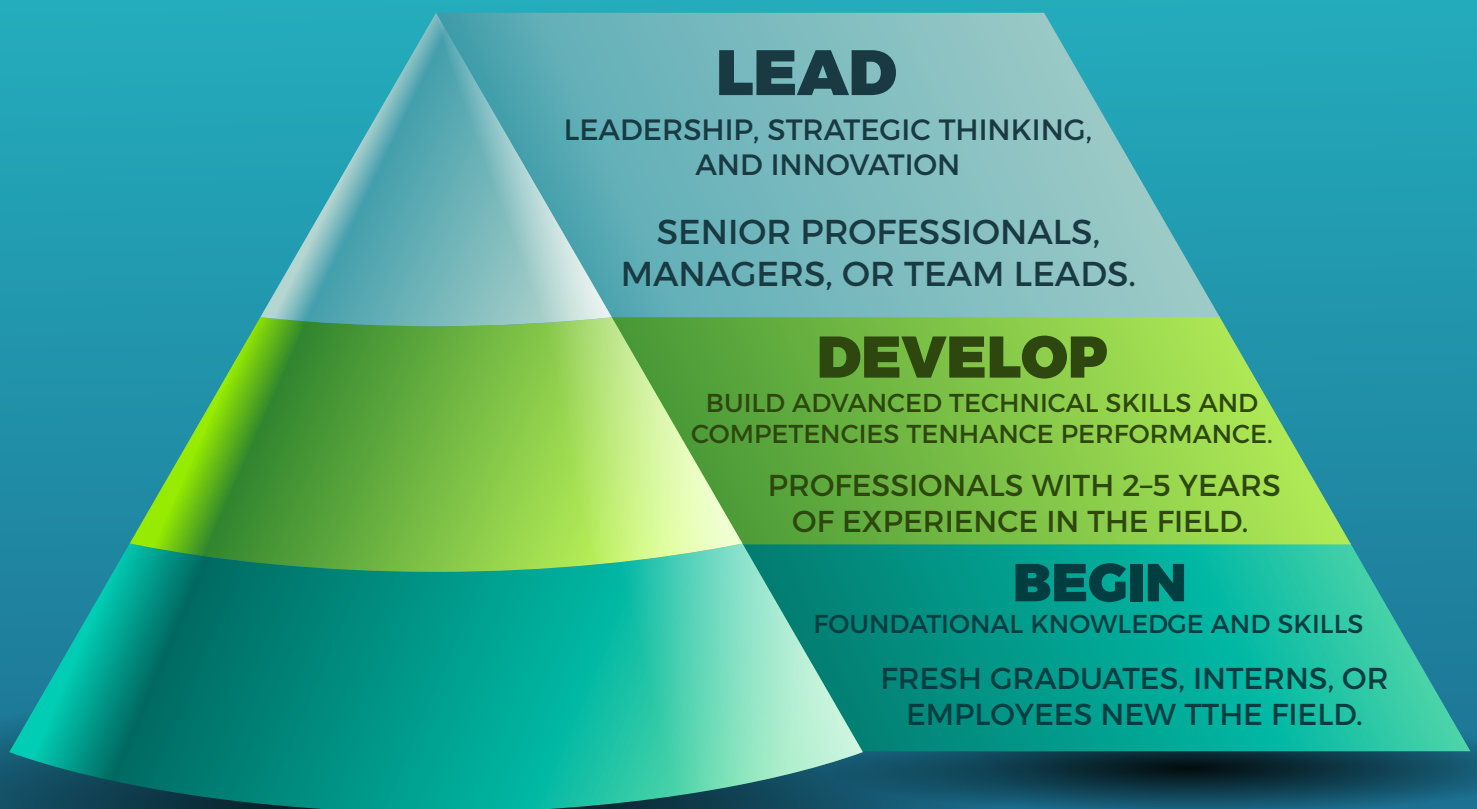 LEAD
LEADERSHIP, STRATEGIC THINKING,
AND INNOVATION
SENIOR PROFESSIONALS,
MANAGERS, OR TEAM LEADS.
DEVELOP
BUILD ADVANCED TECHNICAL SKILLS AND
COMPETENCIES TENHANCE PERFORMANCE.
PROFESSIONALS WITH 2–5 YEARS
OF EXPERIENCE IN THE FIELD.
BEGIN
FOUNDATIONAL KNOWLEDGE AND SKILLS
FRESH GRADUATES, INTERNS, OR
EMPLOYEES NEW TTHE FIELD.